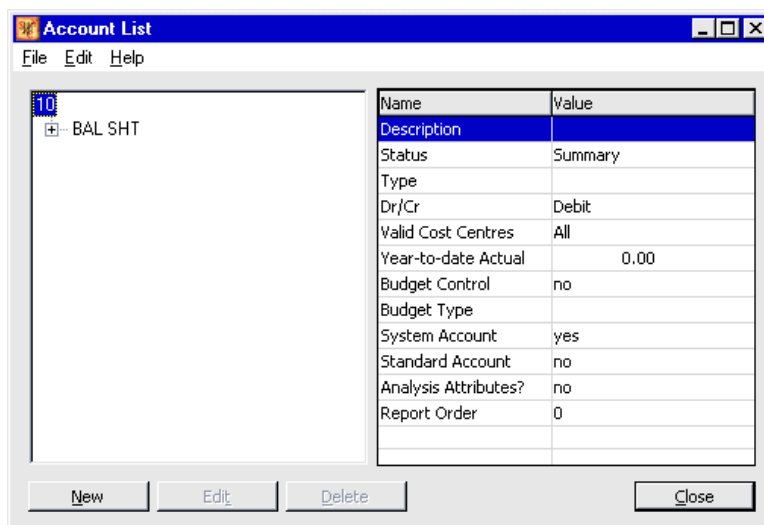 Account List
File Edit Help
10
BAL SHT
Name Value
Description
Status Summary
Type
Dr/Cr Debit
Valid Cost Centres All
Year-to-date Actual 0.00
Budget Control no
Budget Type
System Account yes
Standard Account no
Analysis Attributes? no
Report Order 0
New Edit Delete Close